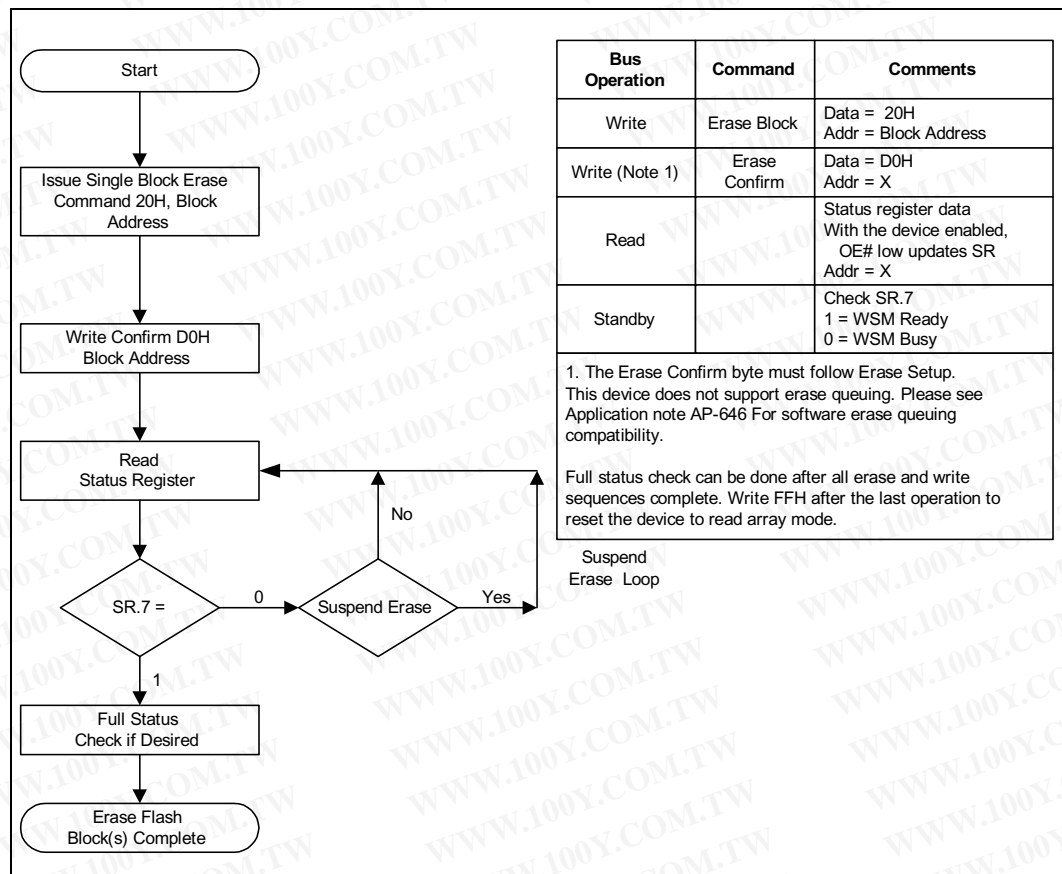 Start
Issue Single Block Erase
Command 20H, Block
Address
Write Confirm D0H
Block Address
Read
Status Register
No
SR.7 =
0
Suspend Erase
Yes
1
Full Status
Check if Desired
Erase Flash
Block(s) Complete
Bus
Operation
Command
Comments
Write
Erase Block
Data = 20H
Addr = Block Address
Write (Note 1)
Erase
Confirm
Data = D0H
Addr = X
Read
Status register data
With the device enabled,
OE# low updates SR
Addr = X
Standby
Check SR.7
1 = WSM Ready
0 = WSM Busy
1. The Erase Confirm byte must follow Erase Setup.
This device does not support erase queuing. Please see
Application note AP-646 For software erase queuing
compatibility.
Full status check can be done after all erase and write
sequences complete. Write FFH after the last operation to
reset the device to read array mode.
Suspend
Erase Loop
WWW.100Y.COM.TW